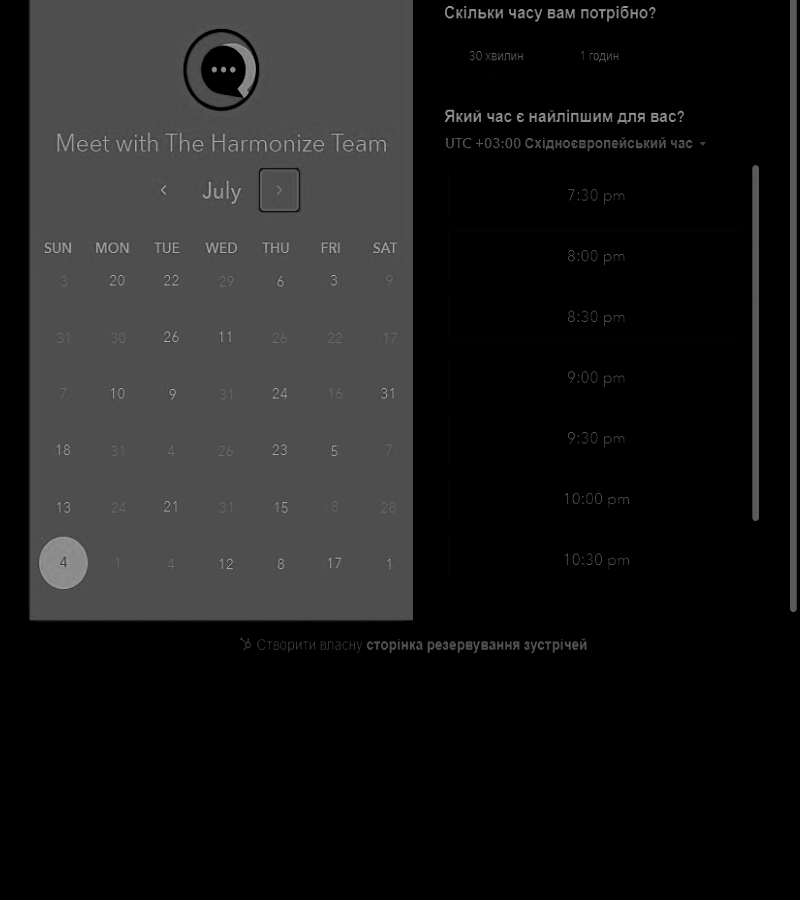 Meet with The Harmonize Team
July
SUN MON TUE WED THU FRI SAT
3 20 22 29 6 3 9
31 30 26 11 26 22 17
7 10 9 31 24 16 31
18 31 4 26 23 5 7
13 24 21 31 15 8 28
4 1 4 12 8 17 1
Скільки часу вам потрібно?
30 хвилин 1 годин
Який час є найліпшим для вас?
UTC +03:00 Східноєвропейський час
7:30 pm
8:00 pm
8:30 pm
9:00 pm
9:30 pm
10:00 pm
10:30 pm
Створити власну сторінка резервування зустрічей